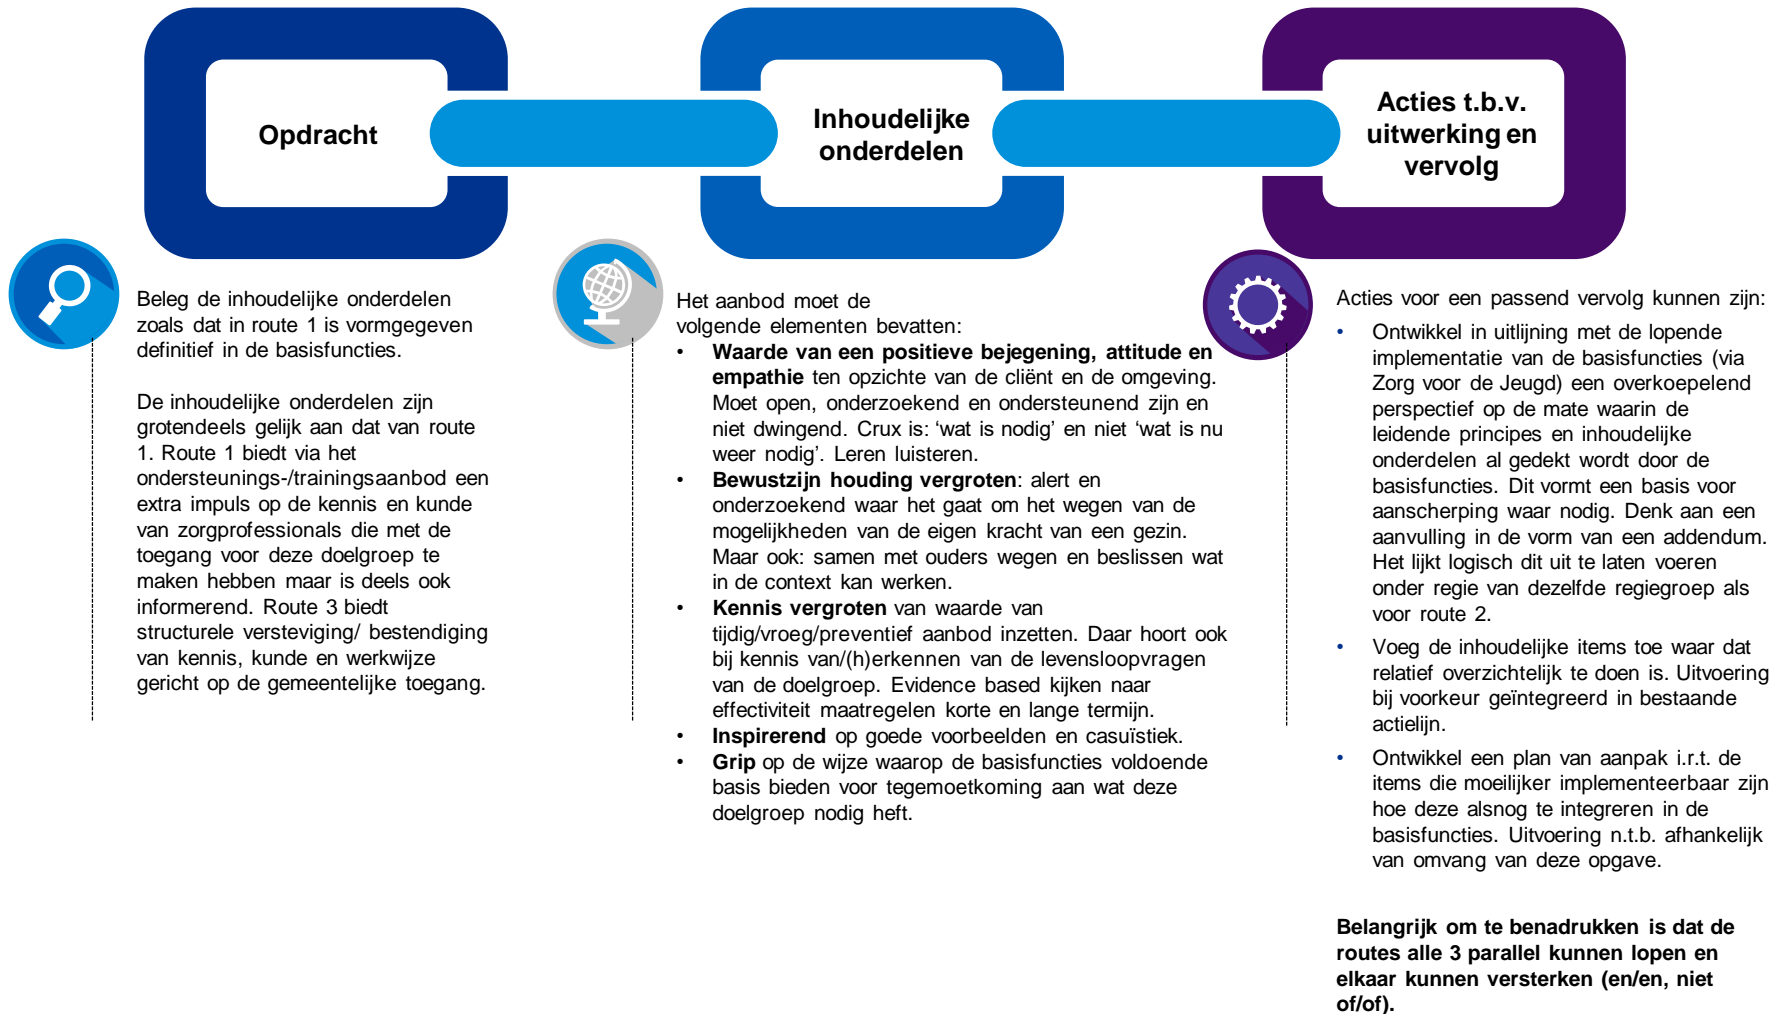 Opdracht
Inhoudelijke
onderdelen
Acties t.b.v.
uitwerking en
vervolg
Beleg de inhoudelijke onderdelen
zoals dat in route 1 is vormgegeven
definitief in de basisfuncties.
De inhoudelijke onderdelen zijn
grotendeels gelijk aan dat van route
1. Route 1 biedt via het
ondersteunings-/trainingsaanbod een
extra impuls op de kennis en kunde
van zorgprofessionals die met de
toegang voor deze doelgroep te
maken hebben maar is deels ook
informerend. Route 3 biedt
structurele versteviging/ bestendiging
van kennis, kunde en werkwijze
gericht op de gemeentelijke toegang.
Het aanbod moet de
volgende elementen bevatten:
• Waarde van een positieve bejegening, attitude en
empathie ten opzichte van de cliënt en de omgeving.
Moet open, onderzoekend en ondersteunend zijn en
niet dwingend. Crux is: ‘wat is nodig’ en niet ‘wat is nu
weer nodig’. Leren luisteren.
• Bewustzijn houding vergroten: alert en
onderzoekend waar het gaat om het wegen van de
mogelijkheden van de eigen kracht van een gezin.
Maar ook: samen met ouders wegen en beslissen wat
in de context kan werken.
• Kennis vergroten van waarde van
tijdig/vroeg/preventief aanbod inzetten. Daar hoort ook
bij kennis van/(h)erkennen van de levensloopvragen
van de doelgroep. Evidence based kijken naar
effectiviteit maatregelen korte en lange termijn.
• Inspirerend op goede voorbeelden en casuïstiek.
• Grip op de wijze waarop de basisfuncties voldoende
basis bieden voor tegemoetkoming aan wat deze
doelgroep nodig heft.
Acties voor een passend vervolg kunnen zijn:
• Ontwikkel in uitlijning met de lopende
implementatie van de basisfuncties (via
Zorg voor de Jeugd) een overkoepelend
perspectief op de mate waarin de
leidende principes en inhoudelijke
onderdelen al gedekt wordt door de
basisfuncties. Dit vormt een basis voor
aanscherping waar nodig. Denk aan een
aanvulling in de vorm van een addendum.
Het lijkt logisch dit uit te laten voeren
onder regie van dezelfde regiegroep als
voor route 2.
• Voeg de inhoudelijke items toe waar dat
relatief overzichtelijk te doen is. Uitvoering
bij voorkeur geïntegreerd in bestaande
actielijn.
• Ontwikkel een plan van aanpak i.r.t. de
items die moeilijker implementeerbaar zijn
hoe deze alsnog te integreren in de
basisfuncties. Uitvoering n.t.b. afhankelijk
van omvang van deze opgave.
Belangrijk om te benadrukken is dat de
routes alle 3 parallel kunnen lopen en
elkaar kunnen versterken (en/en, niet
of/of).